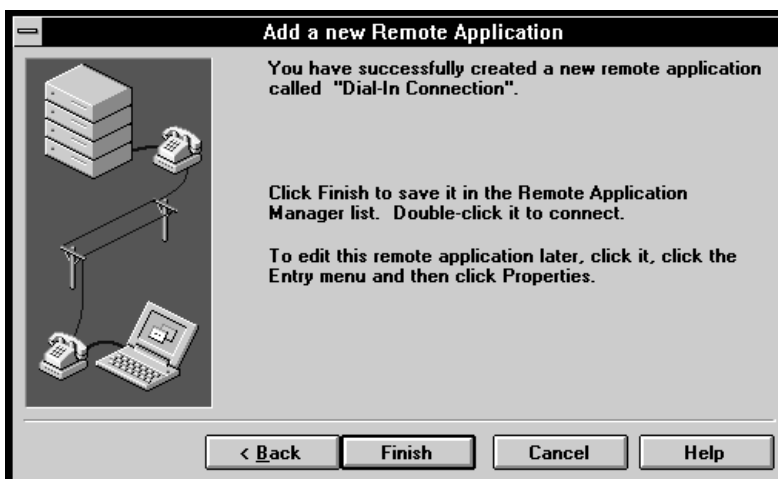 Add a new Remote Application
You have successfully created a new remote application
called "Dial-In Connection".
Click Finish to save it in the Remote Application
Manager list. Double-click it to connect.
To edit this remote application later, click it, click the
Entry menu and then click Properties.
< Back Finish Cancel Help